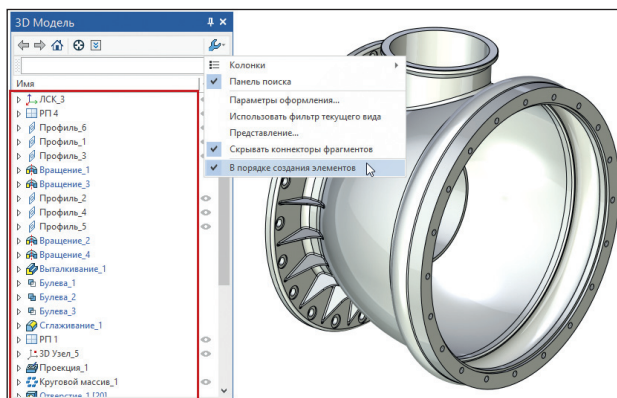 3D Модель
Колонки
Панель поиска
Имя
Параметры оформления...
Использовать фильтр текущего вида
Представление...
Скрывать коннекторы фрагментов
В порядке создания элементов
ЛСК_3
РП 4
Профиль_6
Профиль_1
Профиль_3
Вращение_1
Вращение_3
Профиль_2
Профиль_4
Профиль_5
Вращение_2
Вращение_4
Выталкивание_1
Булева_1
Булева_2
Булева_3
Сглаживание_1
РП 1
3D Узел_5
Проекция_1
Круговой массив_1
Отверстие_1 [20]